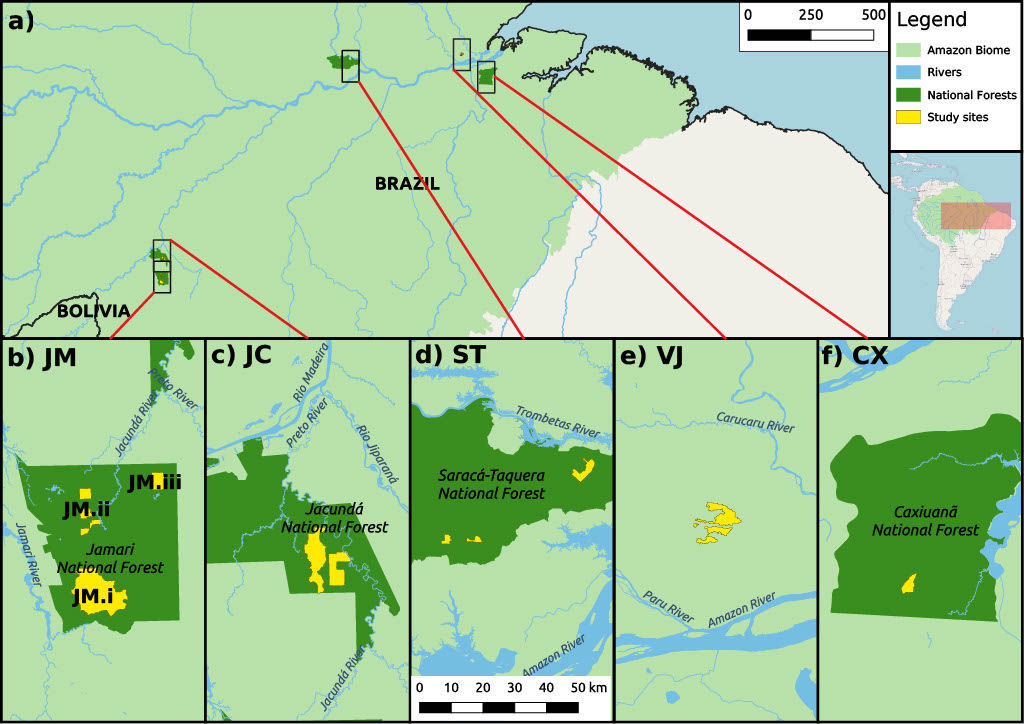 a)
0 250 500
Legend
Amazon Biome
Rivers
National Forests
Study sites
BRAZIL
BOLIVIA
b) JM
Preto River
Jacundá River
JM.iii
JM.ii
Jamari
National Forest
JM.i
Jamari River
c) JC
Rio Madeira
Preto River
Rio Jiparaná
Jacundá
National Forest
Jacundá River
d) ST
Trombetas River
Saracá-Taquera
National Forest
Amazon River
0 10 20 30 40 50 km
e) VJ
Carucaru River
Paru River
Amazon River
f) CX
Caxiuanã
National Forest